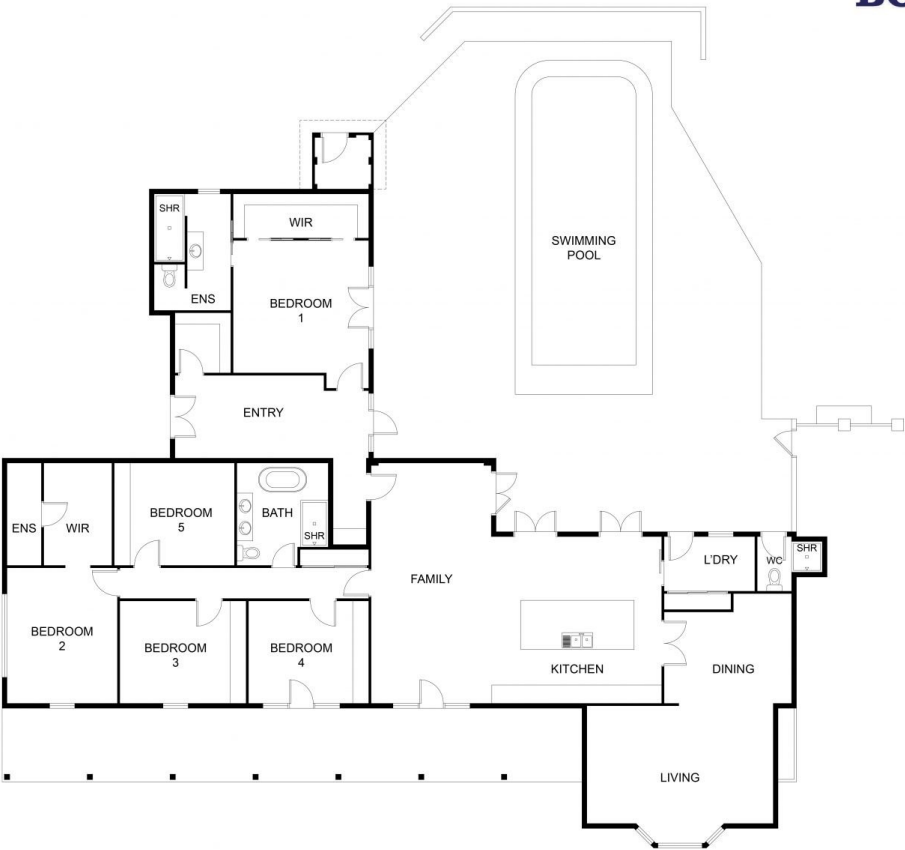 SHR
WIR
ENS
BEDROOM
1
SWIMMING
POOL
ENTRY
ENS
WIR
BEDROOM
5
BATH
SHR
FAMILY
L'DRY
WC
SHR
BEDROOM
2
BEDROOM
3
BEDROOM
4
KITCHEN
DINING
LIVING